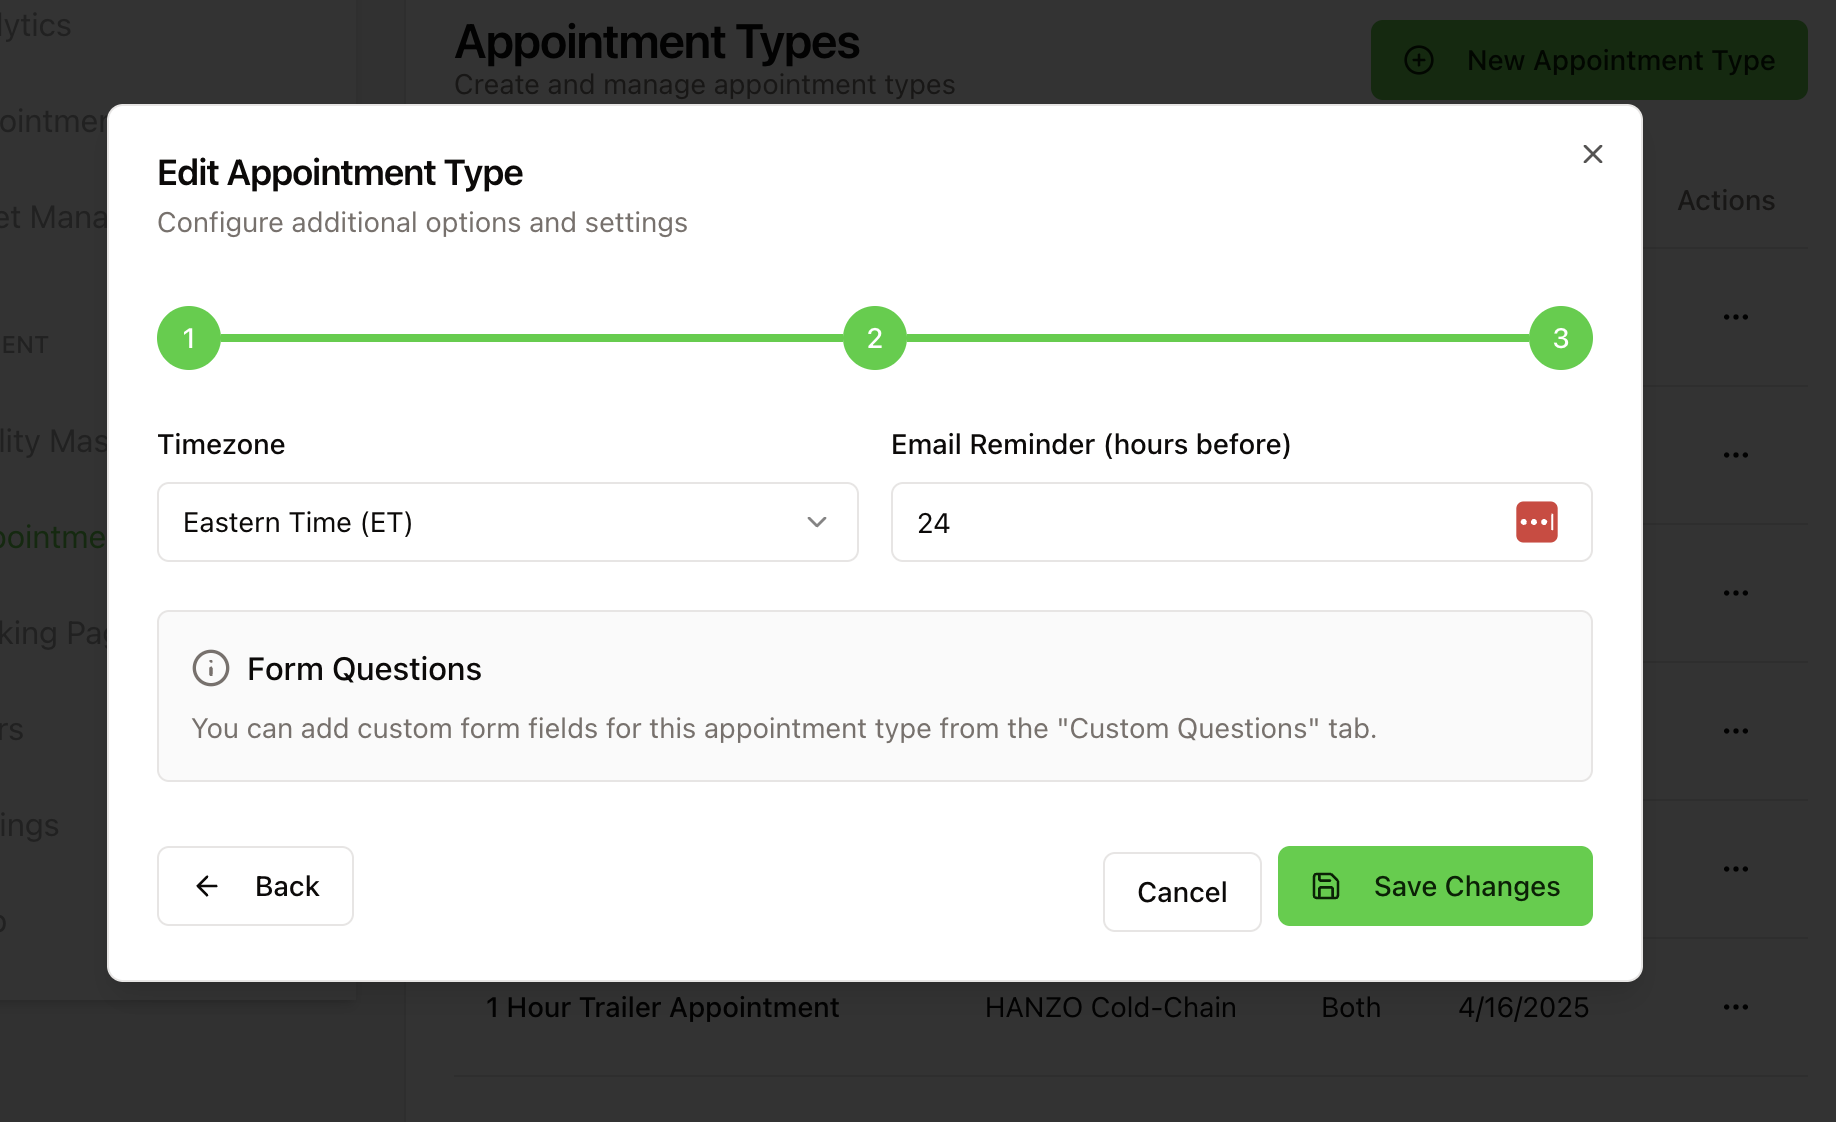 lytics
Appointment Types
Create and manage appointment types
New Appointment Type
ointmen
Edit Appointment Type
Configure additional options and settings
Actions
et Mana
1
2
3
ENT
Timezone
Email Reminder (hours before)
lity Mas
Eastern Time (ET)
24
pointme
king Pag
Form Questions
You can add custom form fields for this appointment type from the "Custom Questions" tab.
rs
ings
Back
Cancel
Save Changes
1 Hour Trailer Appointment
HANZO Cold-Chain
Both
4/16/2025